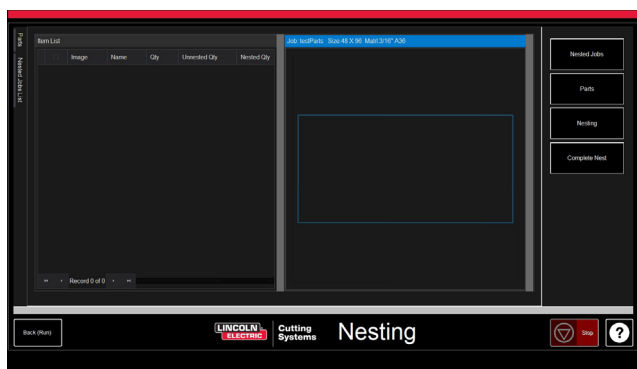 Parts
Nested Jobs List
Item List
Image Name Qty Unnested Qty Nested Qty
Record 0 of 0
Job: testParts Size:48 X 96 Matrl:3/16" A36
Nested Jobs
Parts
Nesting
Complete Nest
Back (Run)
LINCOLN
ELECTRIC
Cutting
Systems
Nesting
Stop
?